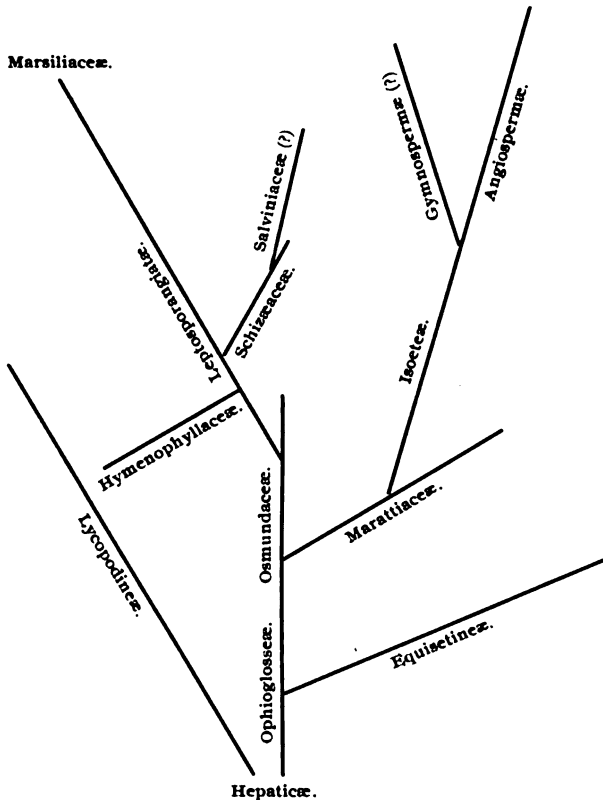 Marsiliaceæ.
Gymnospermæ (?)
Angiospermæ.
Salviniaceæ (?)
Leptosporangiatæ.
Schizæaceæ.
Isoeteæ.
Hymenophyllaceæ.
Lycopodineæ.
Osmundaceæ.
Marattiaceæ.
Ophioglosseæ.
Equisetineæ.
Hepaticæ.